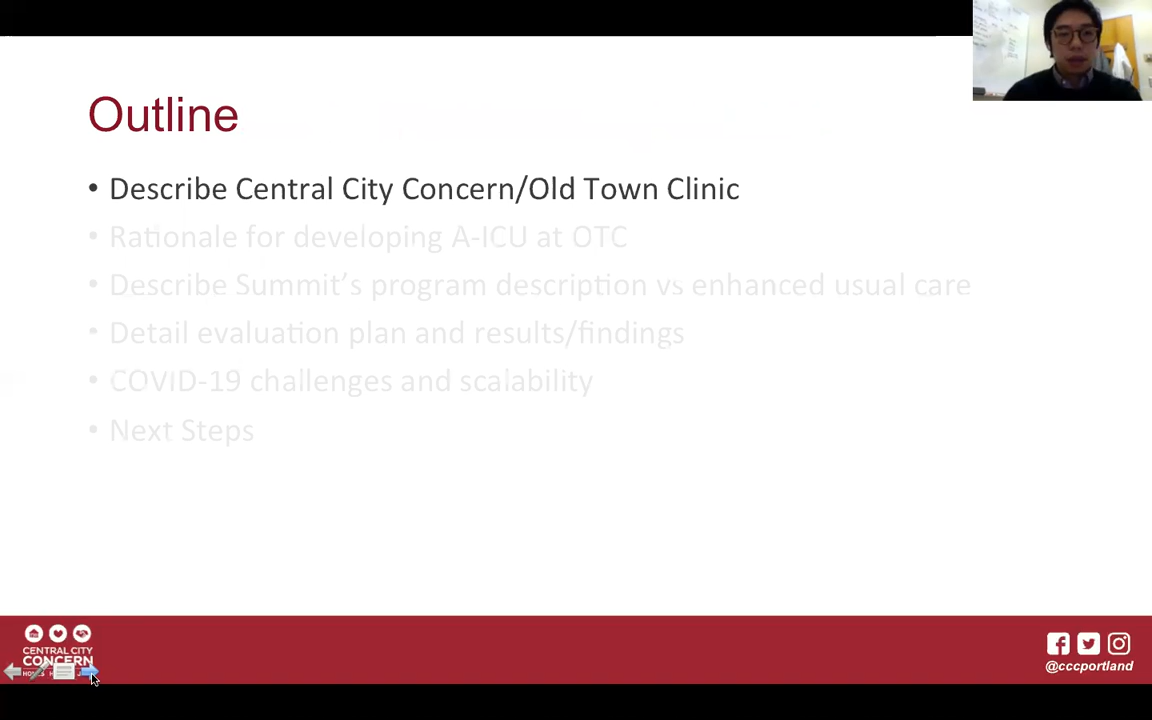 Outline
• Describe Central City Concern/Old Town Clinic
• Rationale for developing A-ICU at OTC
• Describe Summit's program description vs enhanced usual care
• Detail evaluation plan and results/findings
• COVID-19 challenges and scalability
• Next Steps
CENTRAL CITY
CONCERN
@cccportland